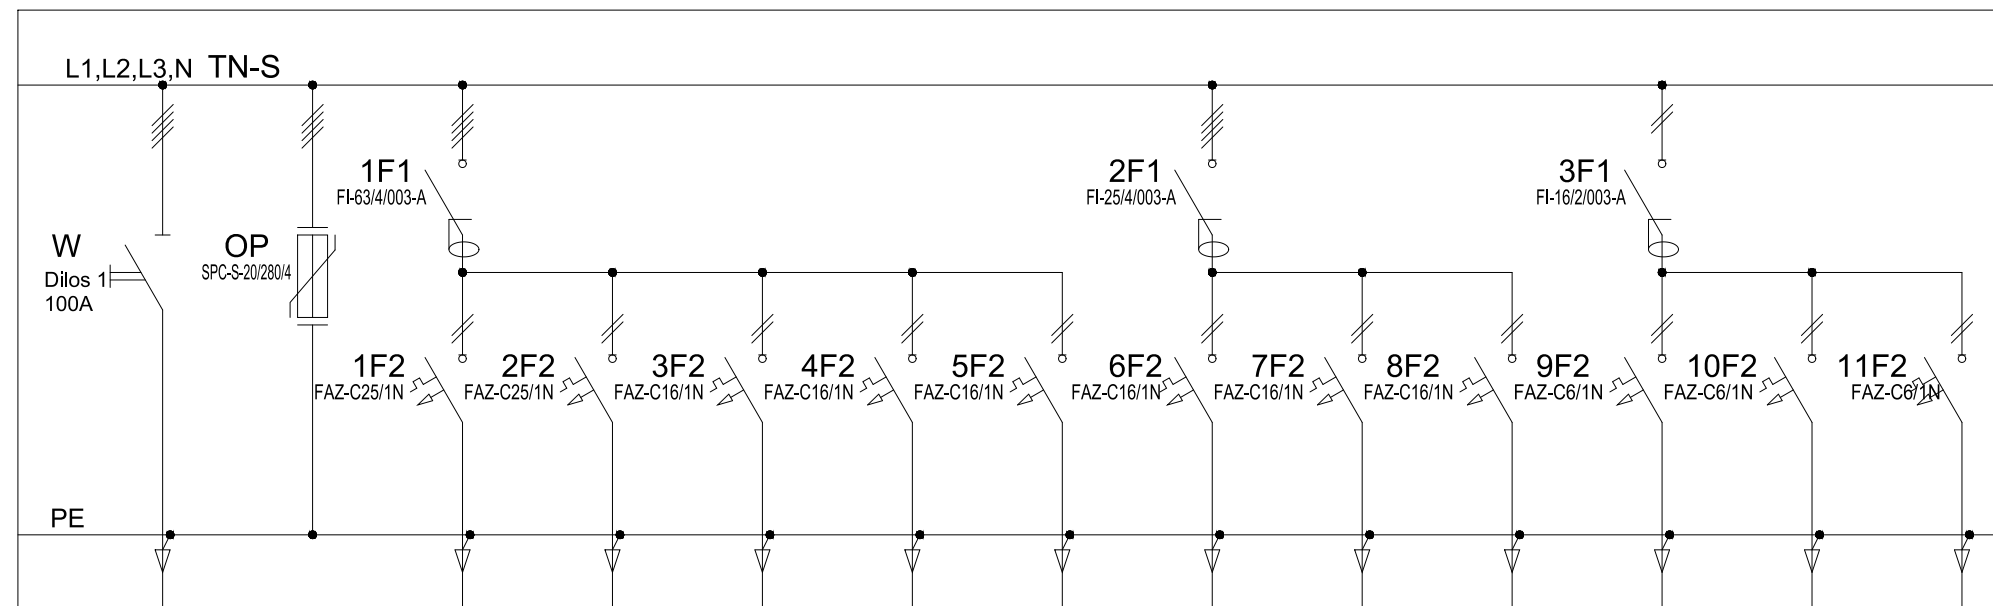 L1,L2,L3,N TN-S
1F1
FI-63/4/003-A
2F1
FI-25/4/003-A
3F1
FI-16/2/003-A
W
Dilos 1
100A
OP
SPC-S-20/280/4
1F2
FAZ-C25/1N
2F2
FAZ-C25/1N
3F2
FAZ-C16/1N
4F2
FAZ-C16/1N
5F2
FAZ-C16/1N
6F2
FAZ-C16/1N
7F2
FAZ-C16/1N
8F2
FAZ-C16/1N
9F2
FAZ-C6/1N
10F2
FAZ-C6/1N
11F2
FAZ-C6/1N
PE